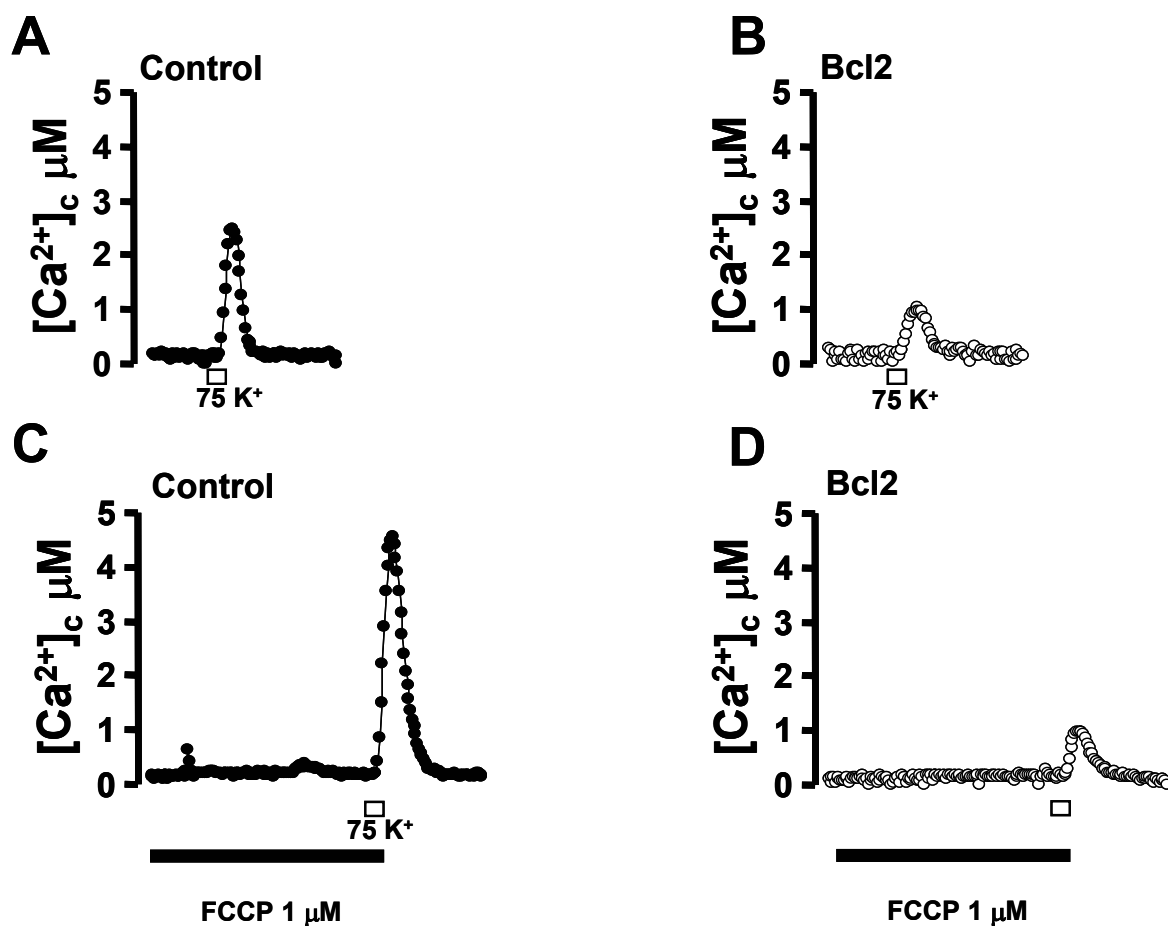 A
Control
[Ca²⁺]c µM
5
4
3
2
1
0
75 K⁺
B
Bcl2
[Ca²⁺]c µM
5
4
3
2
1
0
75 K⁺
C
Control
[Ca²⁺]c µM
5
4
3
2
1
0
75 K⁺
FCCP 1 µM
D
Bcl2
[Ca²⁺]c µM
5
4
3
2
1
0
FCCP 1 µM